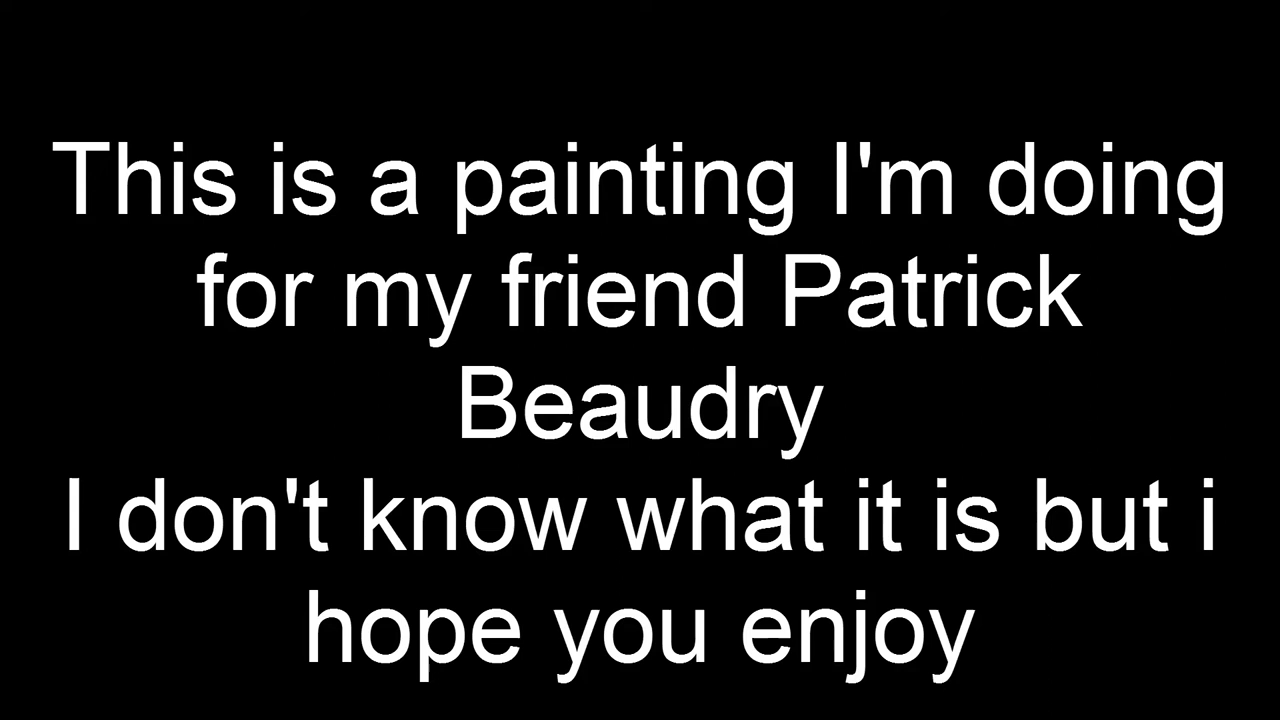 This is a painting I'm doing
for my friend Patrick
Beaudry
I don't know what it is but i
hope you enjoy